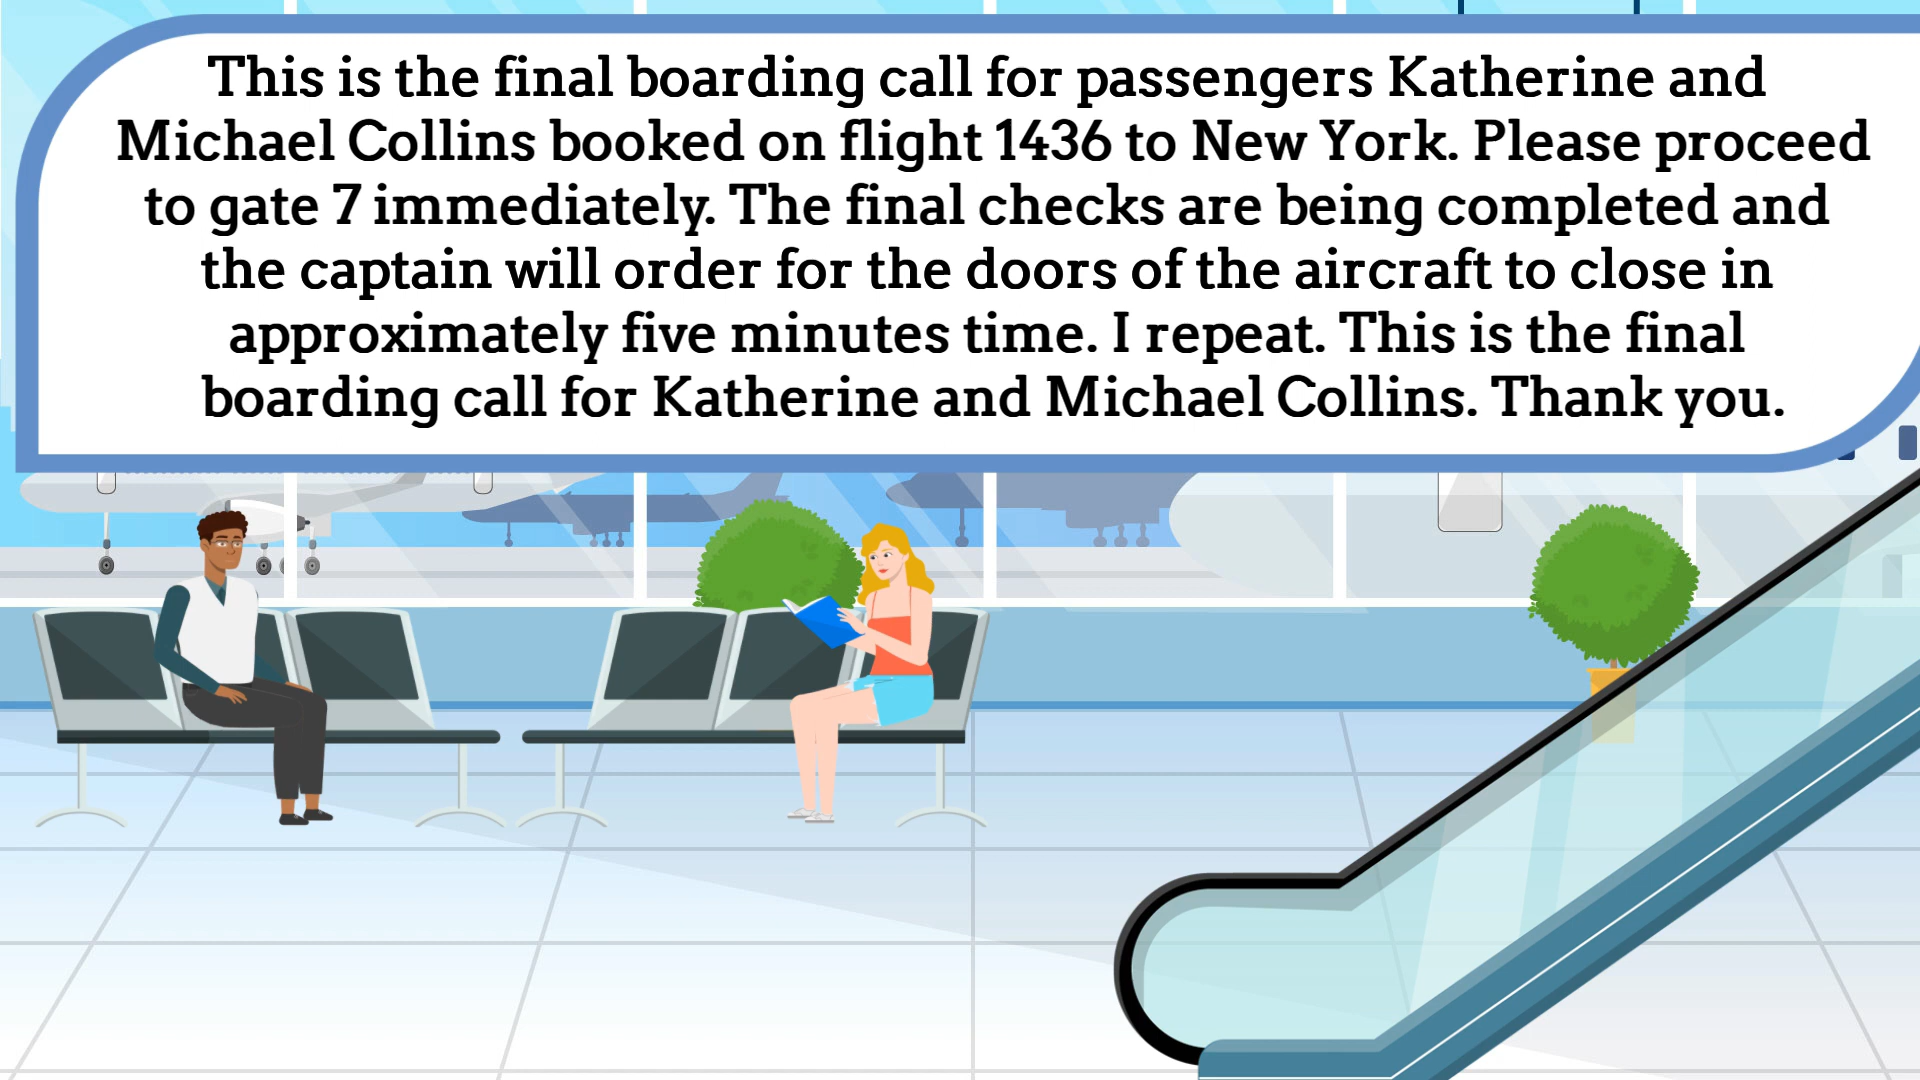 This is the final boarding call for passengers Katherine and
Michael Collins booked on flight 1436 to New York. Please proceed
to gate 7 immediately. The final checks are being completed and
the captain will order for the doors of the aircraft to close in
approximately five minutes time. I repeat. This is the final
boarding call for Katherine and Michael Collins. Thank you.